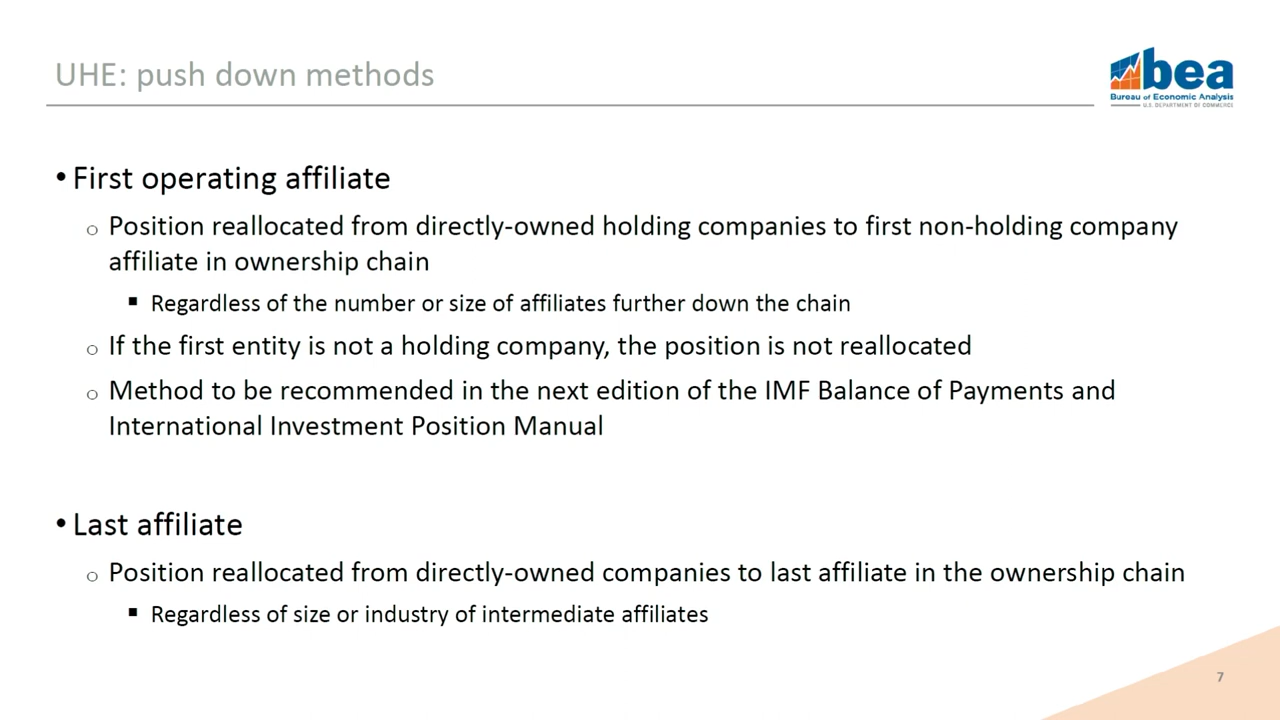 UHE: push down methods
bea
Bureau of Economic Analysis
U.S. DEPARTMENT OF COMMERCE
• First operating affiliate
o Position reallocated from directly-owned holding companies to first non-holding company
affiliate in ownership chain
▪ Regardless of the number or size of affiliates further down the chain
o If the first entity is not a holding company, the position is not reallocated
o Method to be recommended in the next edition of the IMF Balance of Payments and
International Investment Position Manual
• Last affiliate
o Position reallocated from directly-owned companies to last affiliate in the ownership chain
▪ Regardless of size or industry of intermediate affiliates
7